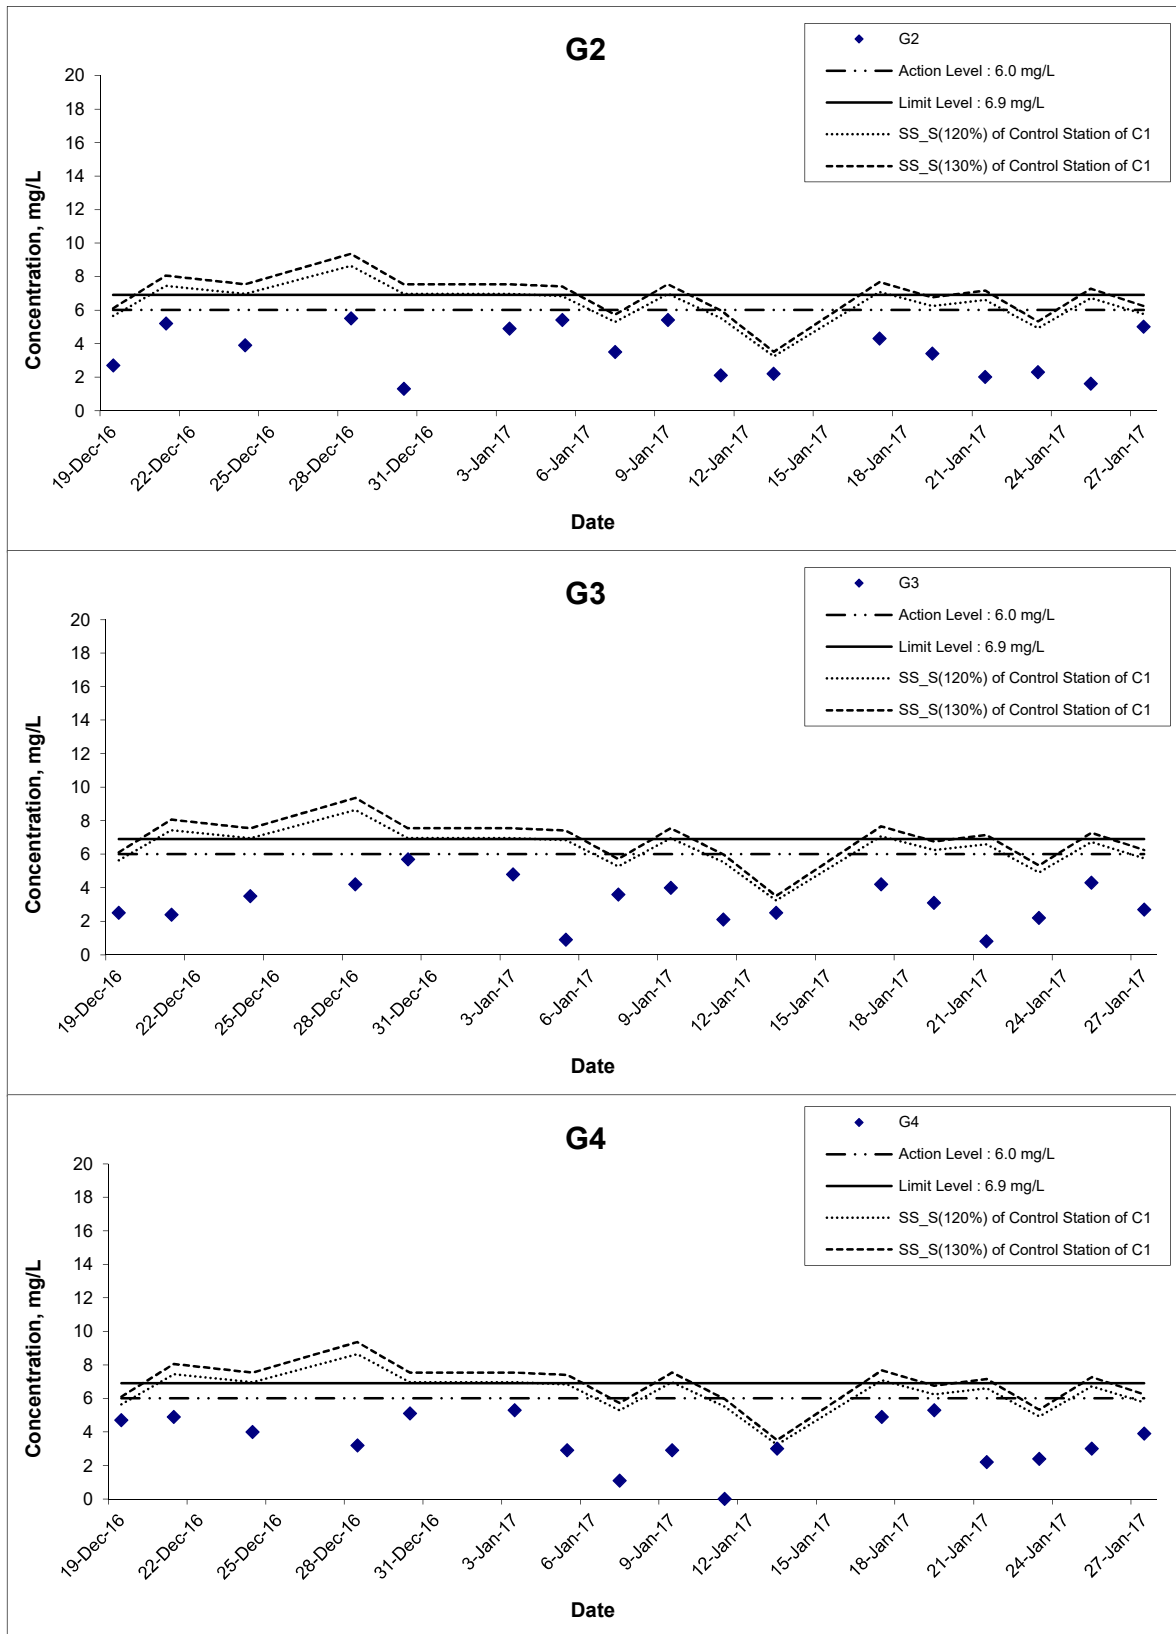 G2
G2
Action Level : 6.0 mg/L
Limit Level : 6.9 mg/L
SS_S(120%) of Control Station of C1
SS_S(130%) of Control Station of C1
Concentration, mg/L
20
18
16
14
12
10
8
6
4
2
0
19-Dec-16
22-Dec-16
25-Dec-16
28-Dec-16
31-Dec-16
3-Jan-17
6-Jan-17
9-Jan-17
12-Jan-17
15-Jan-17
18-Jan-17
21-Jan-17
24-Jan-17
27-Jan-17
Date
G3
G3
Action Level : 6.0 mg/L
Limit Level : 6.9 mg/L
SS_S(120%) of Control Station of C1
SS_S(130%) of Control Station of C1
Concentration, mg/L
20
18
16
14
12
10
8
6
4
2
0
19-Dec-16
22-Dec-16
25-Dec-16
28-Dec-16
31-Dec-16
3-Jan-17
6-Jan-17
9-Jan-17
12-Jan-17
15-Jan-17
18-Jan-17
21-Jan-17
24-Jan-17
27-Jan-17
Date
G4
G4
Action Level : 6.0 mg/L
Limit Level : 6.9 mg/L
SS_S(120%) of Control Station of C1
SS_S(130%) of Control Station of C1
Concentration, mg/L
20
18
16
14
12
10
8
6
4
2
0
19-Dec-16
22-Dec-16
25-Dec-16
28-Dec-16
31-Dec-16
3-Jan-17
6-Jan-17
9-Jan-17
12-Jan-17
15-Jan-17
18-Jan-17
21-Jan-17
24-Jan-17
27-Jan-17
Date